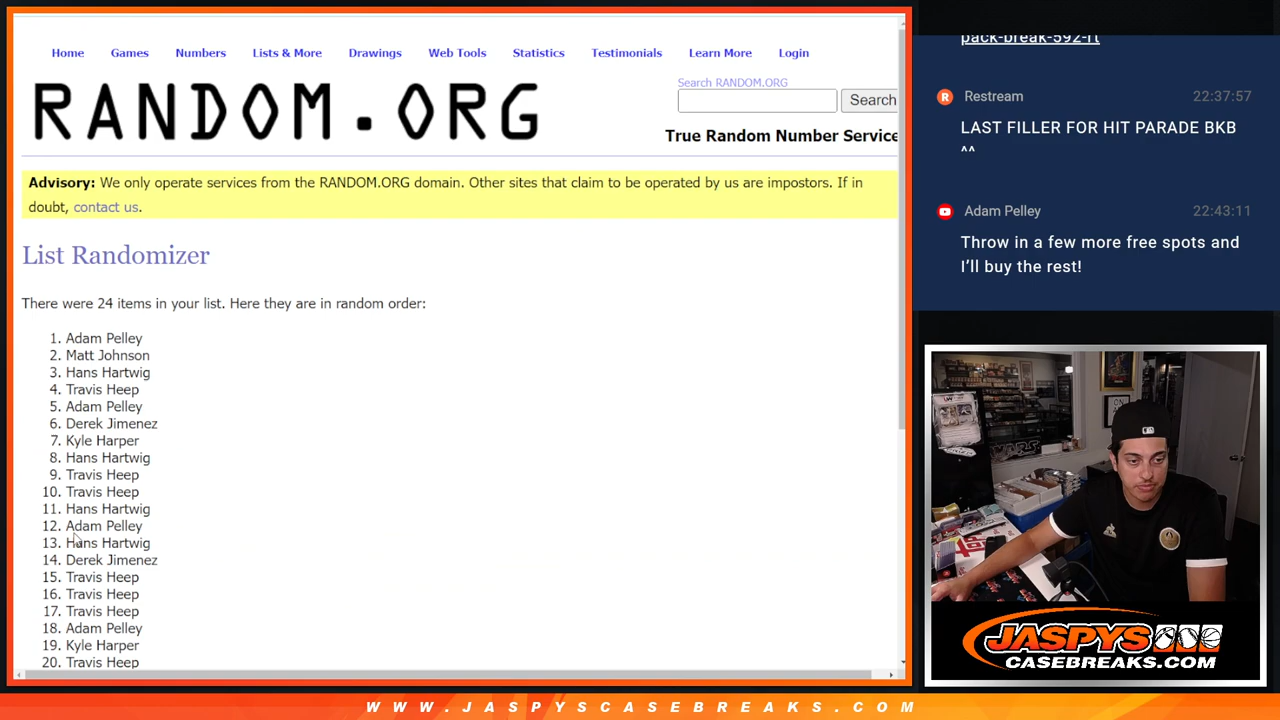 Home Games Numbers Lists & More Drawings Web Tools Statistics Testimonials Learn More Login
RANDOM.ORG
Search RANDOM.ORG
Search
True Random Number Service
Advisory: We only operate services from the RANDOM.ORG domain. Other sites that claim to be operated by us are impostors. If in
doubt, contact us.
List Randomizer
There were 24 items in your list. Here they are in random order:
1. Adam Pelley
2. Matt Johnson
3. Hans Hartwig
4. Travis Heep
5. Adam Pelley
6. Derek Jimenez
7. Kyle Harper
8. Hans Hartwig
9. Travis Heep
10. Travis Heep
11. Hans Hartwig
12. Adam Pelley
13. Hans Hartwig
14. Derek Jimenez
15. Travis Heep
16. Travis Heep
17. Travis Heep
18. Adam Pelley
19. Kyle Harper
20. Travis Heep
pack-break-592-rt
Restream 22:37:57
LAST FILLER FOR HIT PARADE BKB
^^
Adam Pelley 22:43:11
Throw in a few more free spots and
I'll buy the rest!
JASPYS
CASEBREAKS.COM
WWW.JASPYSCASEBREAKS.COM